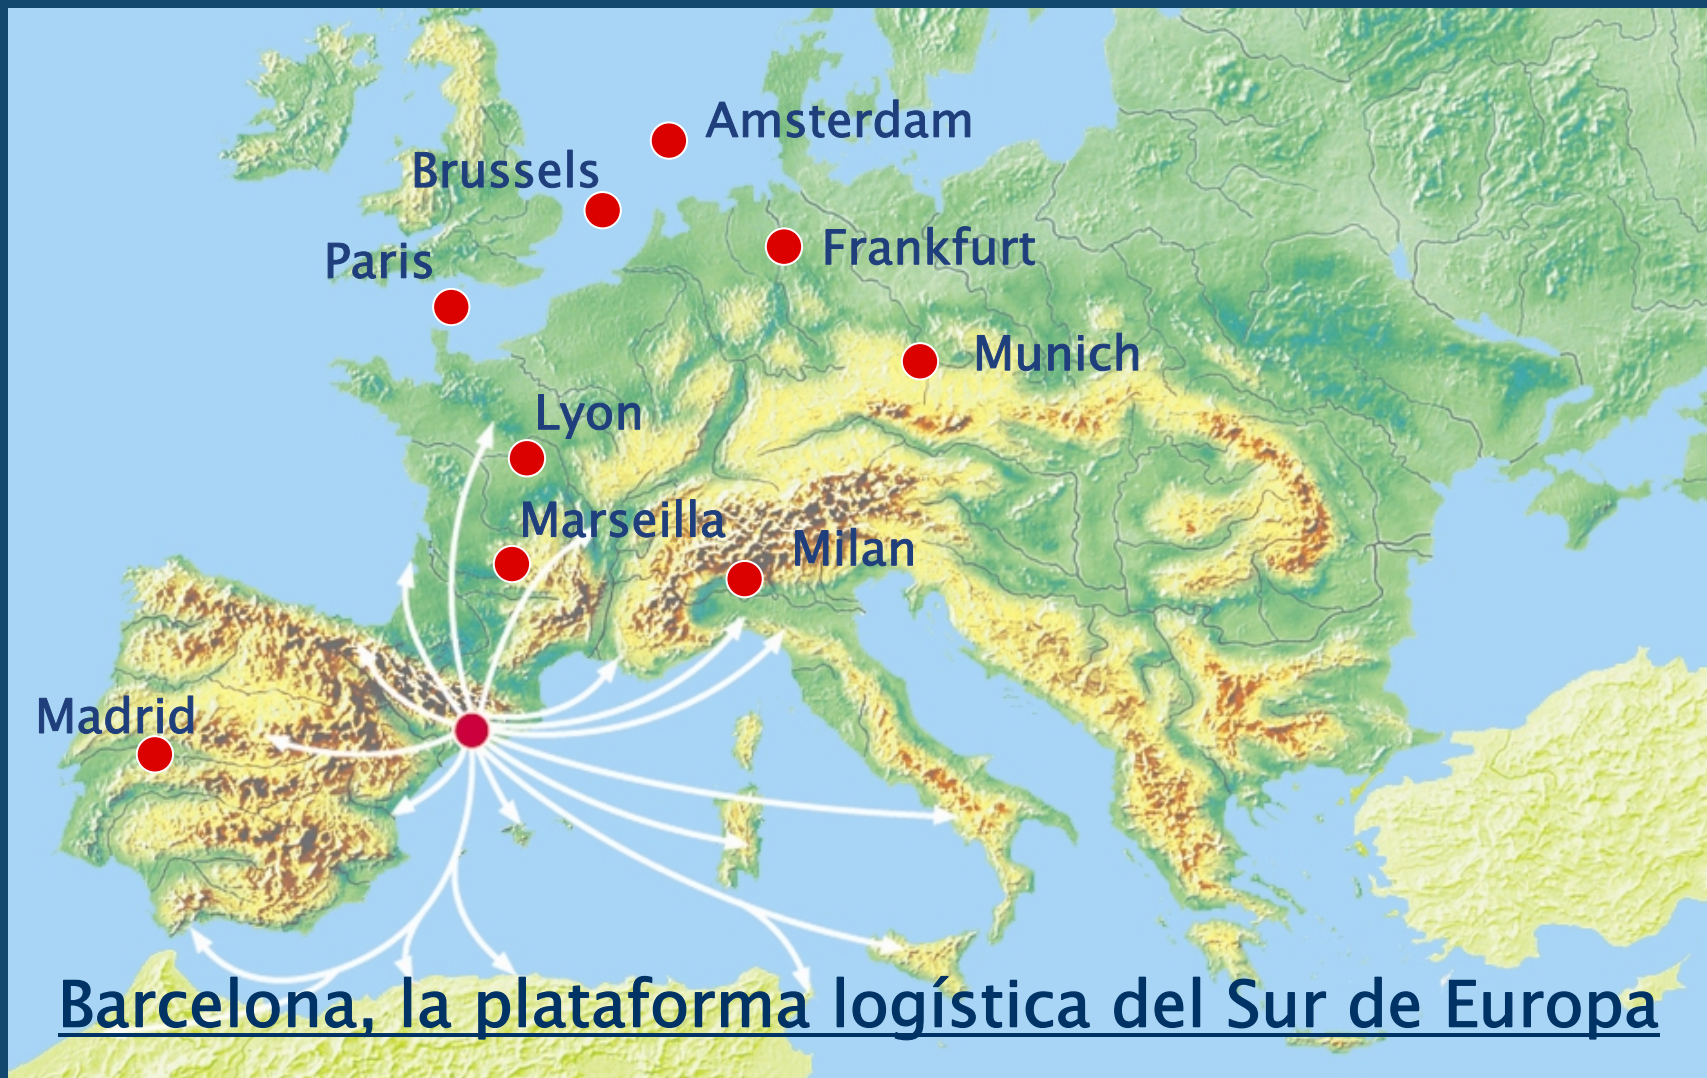 Amsterdam
Brussels
Frankfurt
Paris
Munich
Lyon
Marseilla
Milan
Madrid
Barcelona, la plataforma logística del Sur de Europa